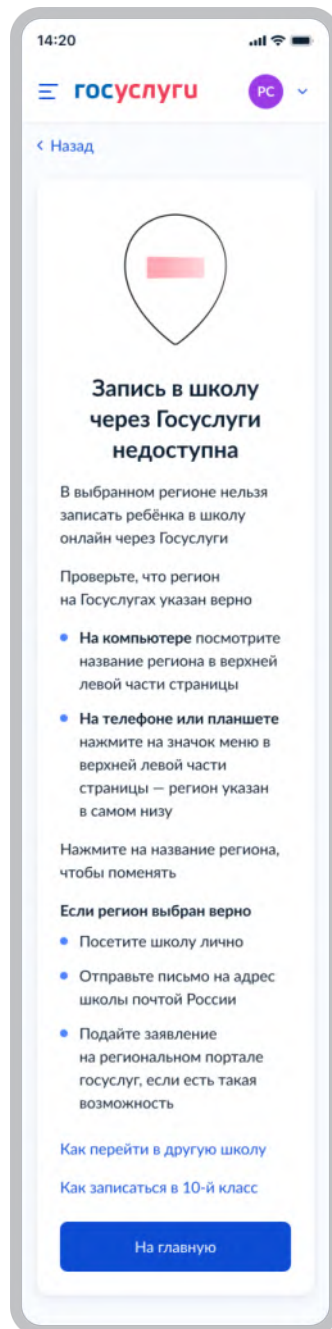 14:20
госуслуги
РС
Назад
Запись в школу
через Госуслуги
недоступна
В выбранном регионе нельзя
записать ребёнка в школу
онлайн через Госуслуги
Проверьте, что регион
на Госуслугах указан верно
• На компьютере посмотрите
название региона в верхней
левой части страницы
• На телефоне или планшете
нажмите на значок меню в
верхней левой части
страницы — регион указан
в самом низу
Нажмите на название региона,
чтобы поменять
Если регион выбран верно
• Посетите школу лично
• Отправьте письмо на адрес
школы почтой России
• Подайте заявление
на региональном портале
госуслуг, если есть такая
возможность
Как перейти в другую школу
Как записаться в 10-й класс
На главную